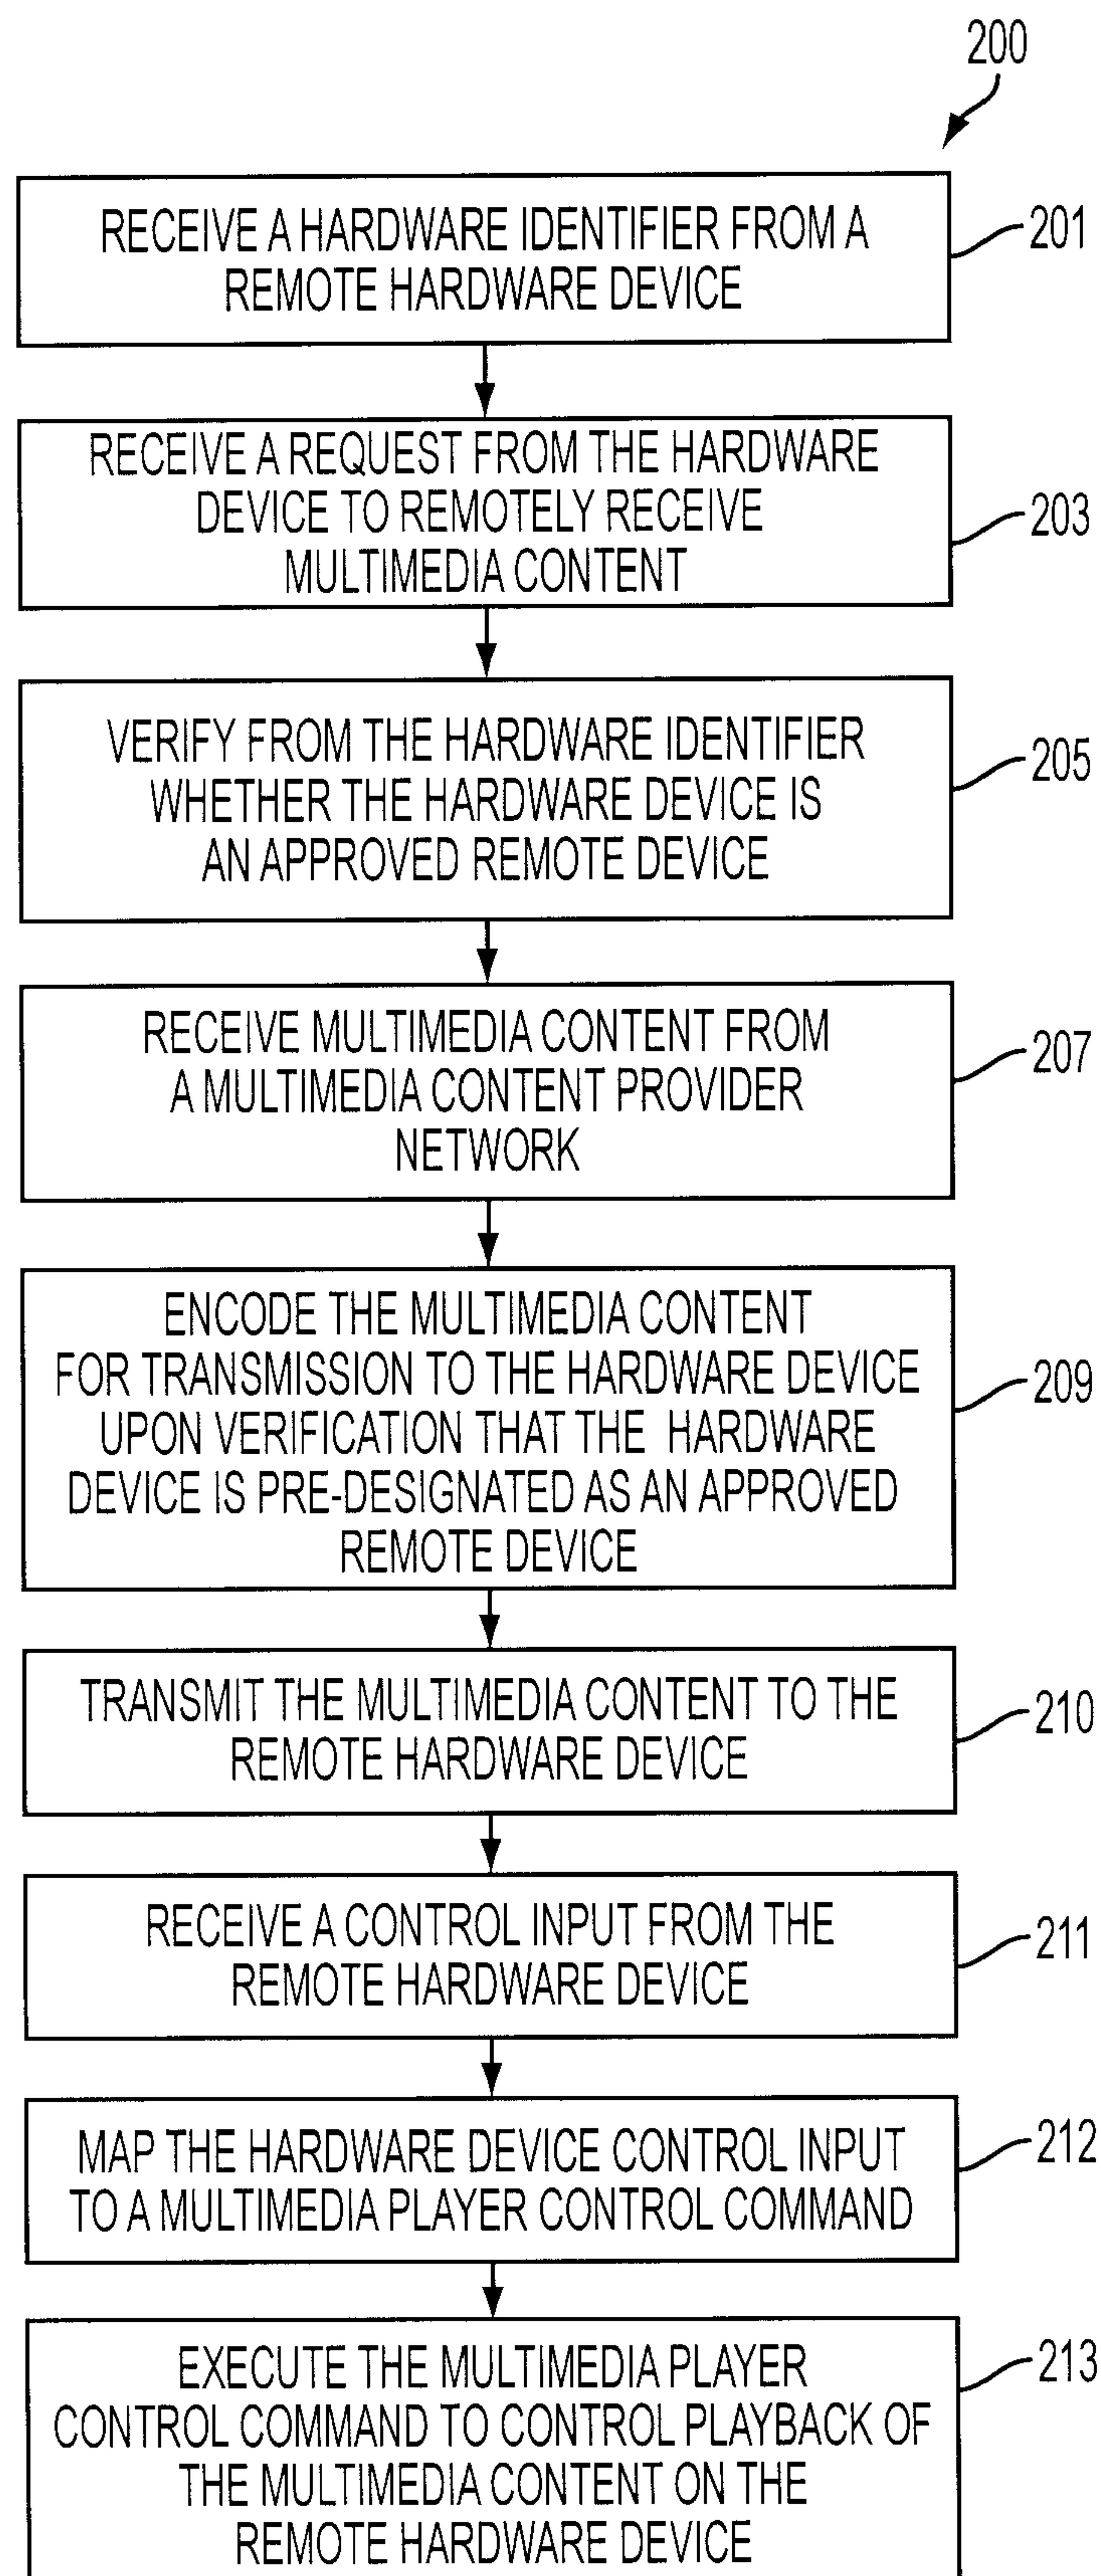 200
RECEIVE A HARDWARE IDENTIFIER FROM A
REMOTE HARDWARE DEVICE
201
RECEIVE A REQUEST FROM THE HARDWARE
DEVICE TO REMOTELY RECEIVE
MULTIMEDIA CONTENT
203
VERIFY FROM THE HARDWARE IDENTIFIER
WHETHER THE HARDWARE DEVICE IS
AN APPROVED REMOTE DEVICE
205
RECEIVE MULTIMEDIA CONTENT FROM
A MULTIMEDIA CONTENT PROVIDER
NETWORK
207
ENCODE THE MULTIMEDIA CONTENT
FOR TRANSMISSION TO THE HARDWARE DEVICE
UPON VERIFICATION THAT THE HARDWARE
DEVICE IS PRE-DESIGNATED AS AN APPROVED
REMOTE DEVICE
209
TRANSMIT THE MULTIMEDIA CONTENT TO THE
REMOTE HARDWARE DEVICE
210
RECEIVE A CONTROL INPUT FROM THE
REMOTE HARDWARE DEVICE
211
MAP THE HARDWARE DEVICE CONTROL INPUT
TO A MULTIMEDIA PLAYER CONTROL COMMAND
212
EXECUTE THE MULTIMEDIA PLAYER
CONTROL COMMAND TO CONTROL PLAYBACK OF
THE MULTIMEDIA CONTENT ON THE
REMOTE HARDWARE DEVICE
213